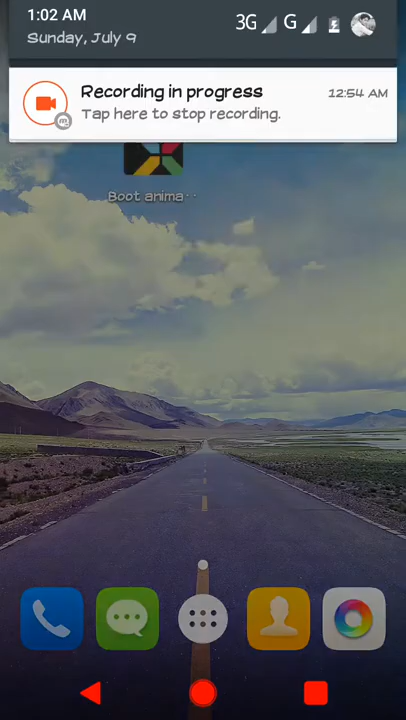 1:02 AM
Sunday, July 9
3G
G
Recording in progress
12:54 AM
Tap here to stop recording.
Boot anima··